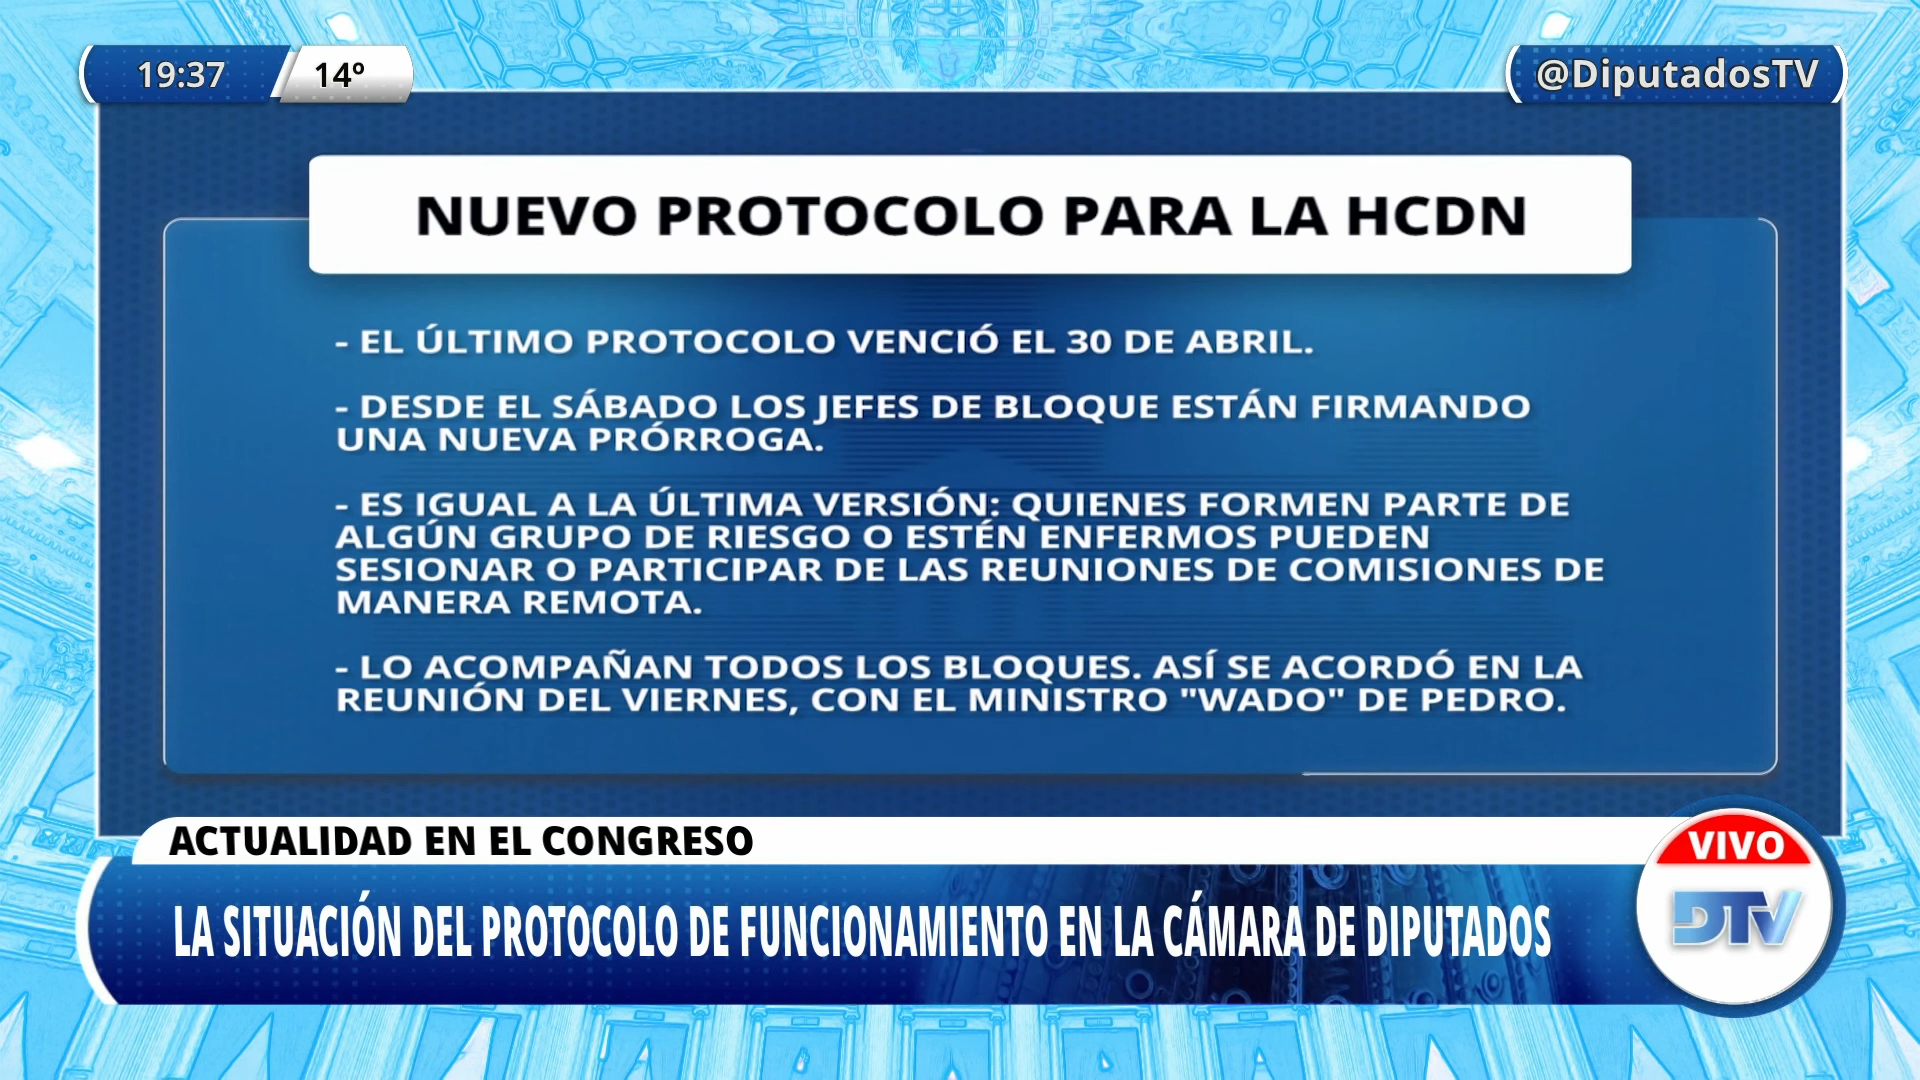 19:37 14º
@DiputadosTV
NUEVO PROTOCOLO PARA LA HCDN
- EL ÚLTIMO PROTOCOLO VENCIÓ EL 30 DE ABRIL.
- DESDE EL SÁBADO LOS JEFES DE BLOQUE ESTÁN FIRMANDO
UNA NUEVA PRÓRROGA.
- ES IGUAL A LA ÚLTIMA VERSIÓN: QUIENES FORMEN PARTE DE
ALGÚN GRUPO DE RIESGO O ESTÉN ENFERMOS PUEDEN
SESIONAR O PARTICIPAR DE LAS REUNIONES DE COMISIONES DE
MANERA REMOTA.
- LO ACOMPAÑAN TODOS LOS BLOQUES. ASÍ SE ACORDÓ EN LA
REUNIÓN DEL VIERNES, CON EL MINISTRO "WADO" DE PEDRO.
ACTUALIDAD EN EL CONGRESO
VIVO
LA SITUACIÓN DEL PROTOCOLO DE FUNCIONAMIENTO EN LA CÁMARA DE DIPUTADOS
DTV